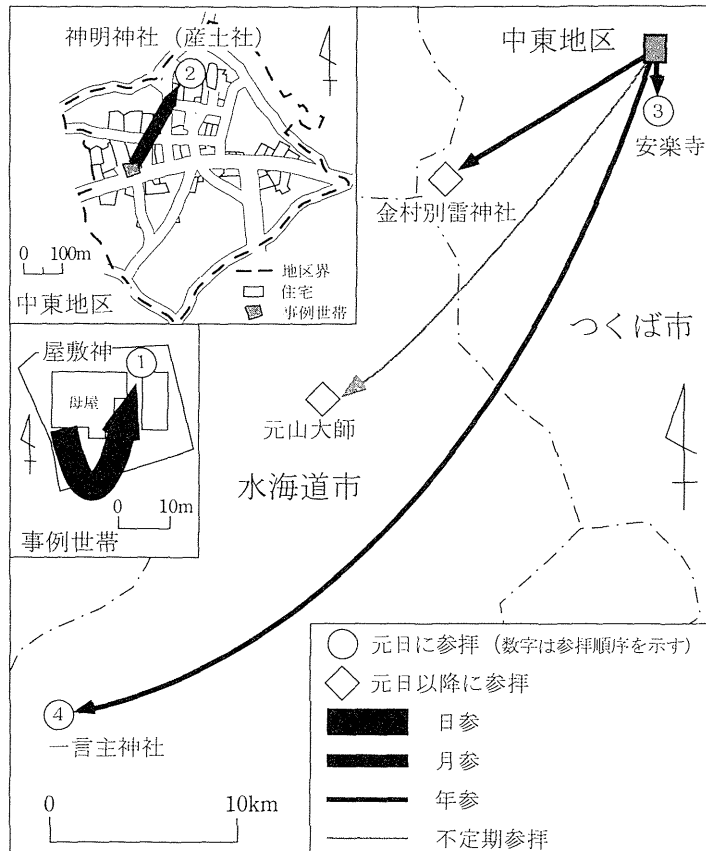 神明神社（産土社）
②
0 100m
地区界
住宅
事例世帯
中東地区
屋敷神
①
母屋
0 10m
事例世帯
中東地区
③
安楽寺
金村別雷神社
つくば市
元山大師
水海道市
④
一言主神社
0 10km
元日に参拝（数字は参拝順序を示す）
元日以降に参拝
日参
月参
年参
不定期参拝